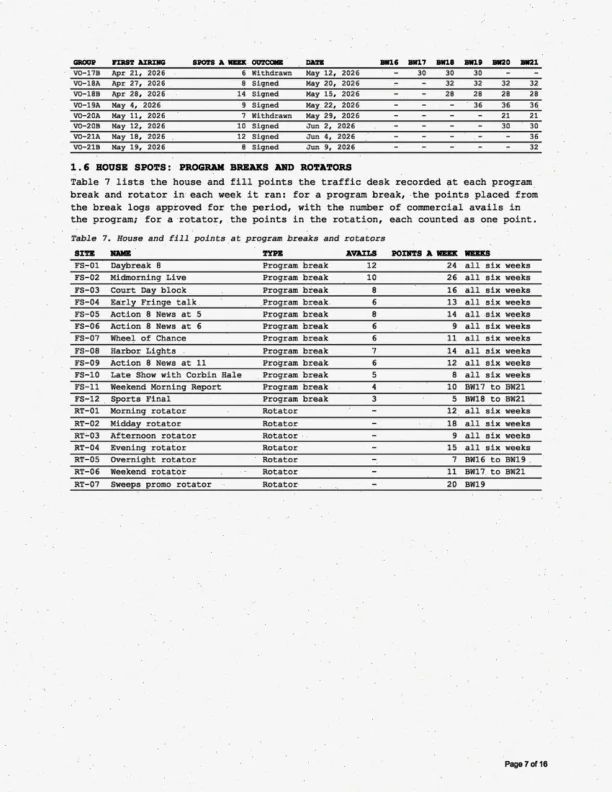 GROUP FIRST AIRING SPOTS A WEEK OUTCOME DATE BW16 BW17 BW18 BW19 BW20 BW21
VO-17B Apr 21, 2026 6 Withdrawn May 12, 2026 – 30 30 30 – –
VO-18A Apr 27, 2026 8 Signed May 20, 2026 – – 32 32 32 32
VO-18B Apr 28, 2026 14 Signed May 15, 2026 – – 28 28 28 28
VO-19A May 4, 2026 9 Signed May 22, 2026 – – – 36 36 36
VO-20A May 11, 2026 7 Withdrawn May 29, 2026 – – – – 21 21
VO-20B May 12, 2026 10 Signed Jun 2, 2026 – – – – 30 30
VO-21A May 18, 2026 12 Signed Jun 4, 2026 – – – – – 36
VO-21B May 19, 2026 8 Signed Jun 9, 2026 – – – – – 32
1.6 HOUSE SPOTS: PROGRAM BREAKS AND ROTATORS
Table 7 lists the house and fill points the traffic desk recorded at each program
break and rotator in each week it ran: for a program break, the points placed from
the break logs approved for the period, with the number of commercial avails in
the program; for a rotator, the points in the rotation, each counted as one point.
Table 7. House and fill points at program breaks and rotators
SITE NAME TYPE AVAILS POINTS A WEEK WEEKS
FS-01 Daybreak 8 Program break 12 24 all six weeks
FS-02 Midmorning Live Program break 10 26 all six weeks
FS-03 Court Day block Program break 8 16 all six weeks
FS-04 Early Fringe talk Program break 6 13 all six weeks
FS-05 Action 8 News at 5 Program break 8 14 all six weeks
FS-06 Action 8 News at 6 Program break 6 9 all six weeks
FS-07 Wheel of Chance Program break 6 11 all six weeks
FS-08 Harbor Lights Program break 7 14 all six weeks
FS-09 Action 8 News at 11 Program break 6 12 all six weeks
FS-10 Late Show with Corbin Hale Program break 5 8 all six weeks
FS-11 Weekend Morning Report Program break 4 10 BW17 to BW21
FS-12 Sports Final Program break 3 5 BW18 to BW21
RT-01 Morning rotator Rotator – 12 all six weeks
RT-02 Midday rotator Rotator – 18 all six weeks
RT-03 Afternoon rotator Rotator – 9 all six weeks
RT-04 Evening rotator Rotator – 15 all six weeks
RT-05 Overnight rotator Rotator – 7 BW16 to BW19
RT-06 Weekend rotator Rotator – 11 BW17 to BW21
RT-07 Sweeps promo rotator Rotator – 20 BW19
Page 7 of 16